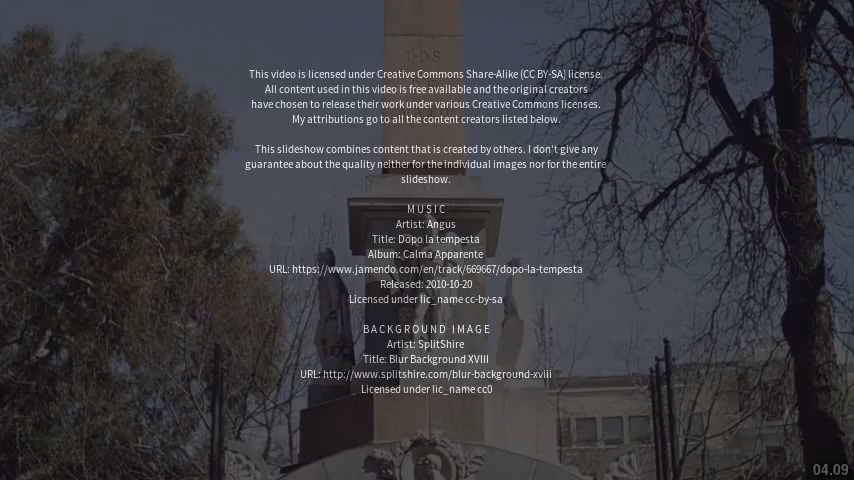 DOS
This video is licensed under Creative Commons Share-Alike (CC BY-SA) license.
All content used in this video is free available and the original creators
have chosen to release their work under various Creative Commons licenses.
My attributions go to all the content creators listed below.
This slideshow combines content that is created by others. I don't give any
guarantee about the quality neither for the individual images nor for the entire
slideshow.
MUSIC
Artist: Angus
Title: Dopo la tempesta
Album: Calma Apparente
URL: https://www.jamendo.com/en/track/669667/dopo-la-tempesta
Released: 2010-10-20
Licensed under lic_name cc-by-sa
BACKGROUND IMAGE
Artist: SplitShire
Title: Blur Background XVIII
URL: http://www.splitshire.com/blur-background-xviii
Licensed under lic_name cc0
04.09